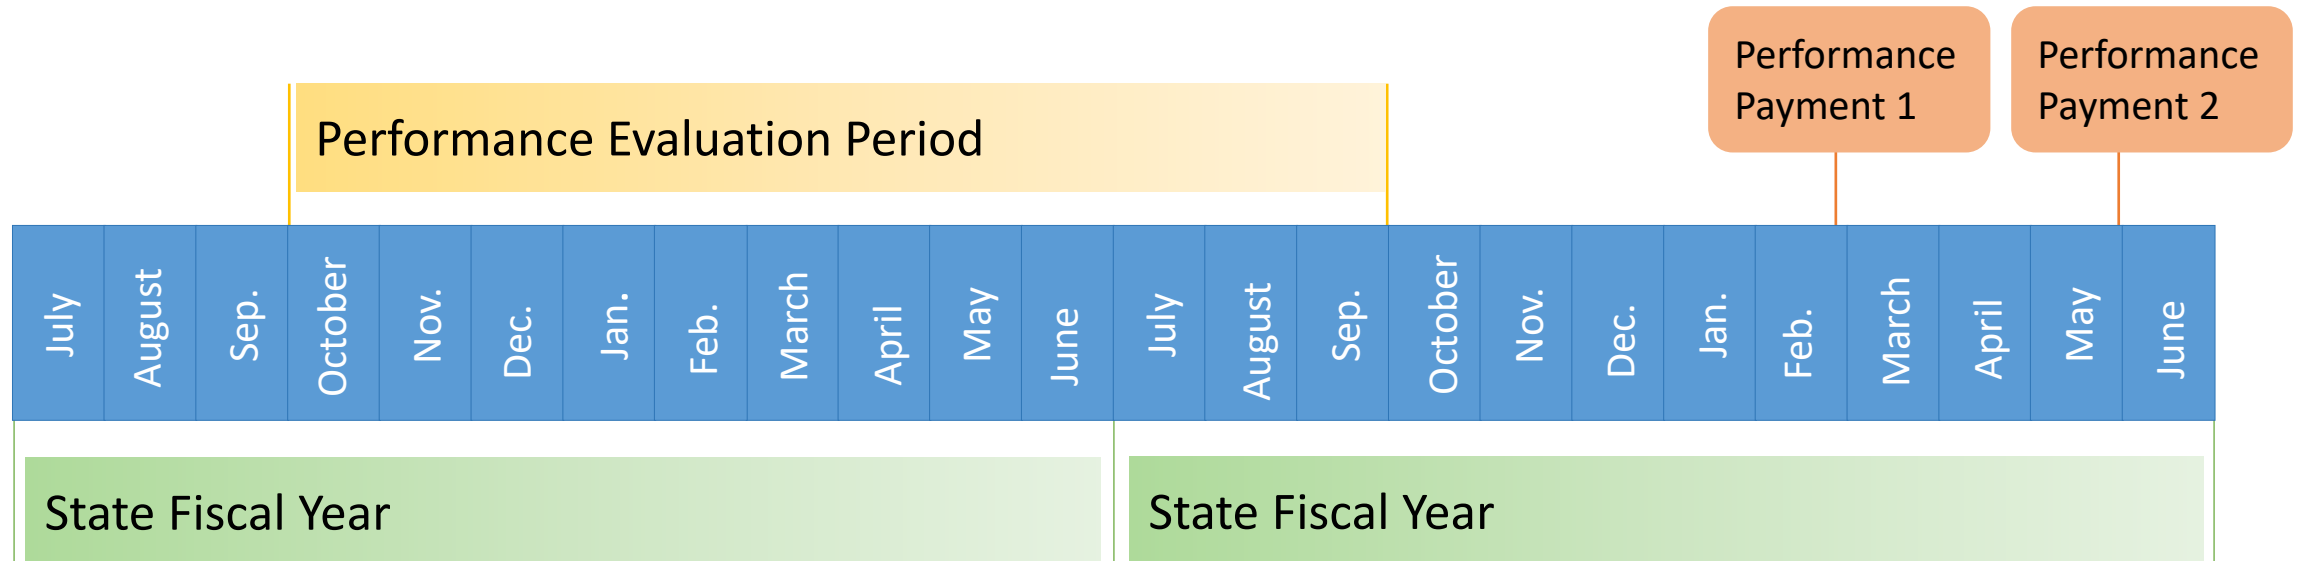 Performance
Payment 1
Performance
Payment 2
Performance Evaluation Period
July
August
Sep.
October
Nov.
Dec.
Jan.
Feb.
March
April
May
June
July
August
Sep.
October
Nov.
Dec.
Jan.
Feb.
March
April
May
June
State Fiscal Year
State Fiscal Year